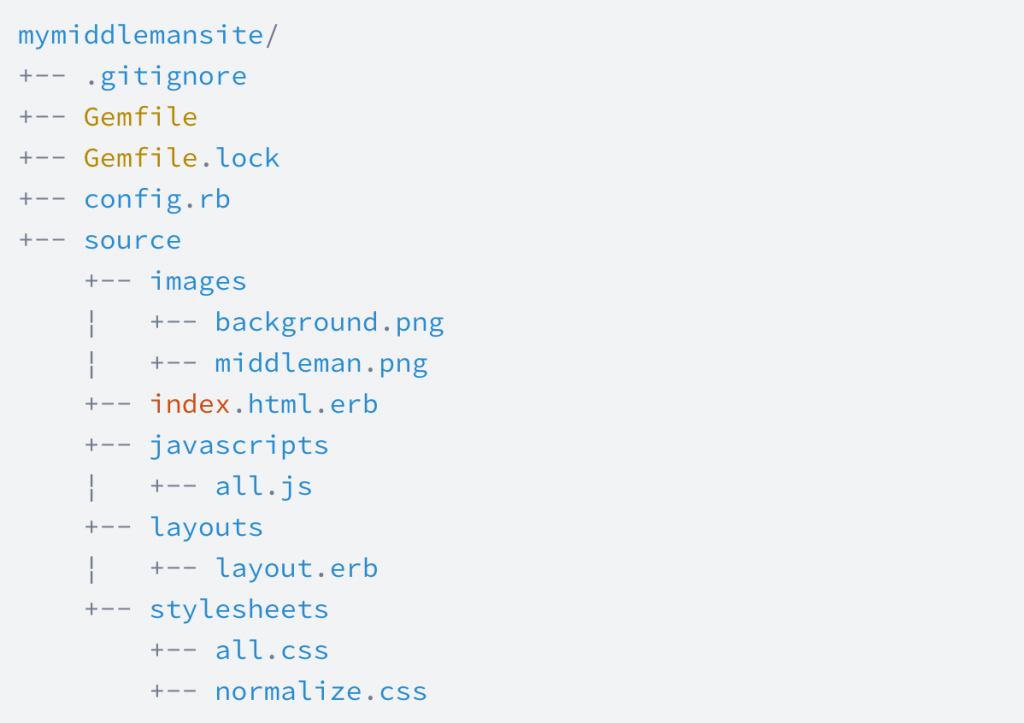 mymiddlemansite/
+-- .gitignore
+-- Gemfile
+-- Gemfile.lock
+-- config.rb
+-- source
    +-- images
    ¦   +-- background.png
    ¦   +-- middleman.png
    +-- index.html.erb
    +-- javascripts
    ¦   +-- all.js
    +-- layouts
    ¦   +-- layout.erb
    +-- stylesheets
        +-- all.css
        +-- normalize.css